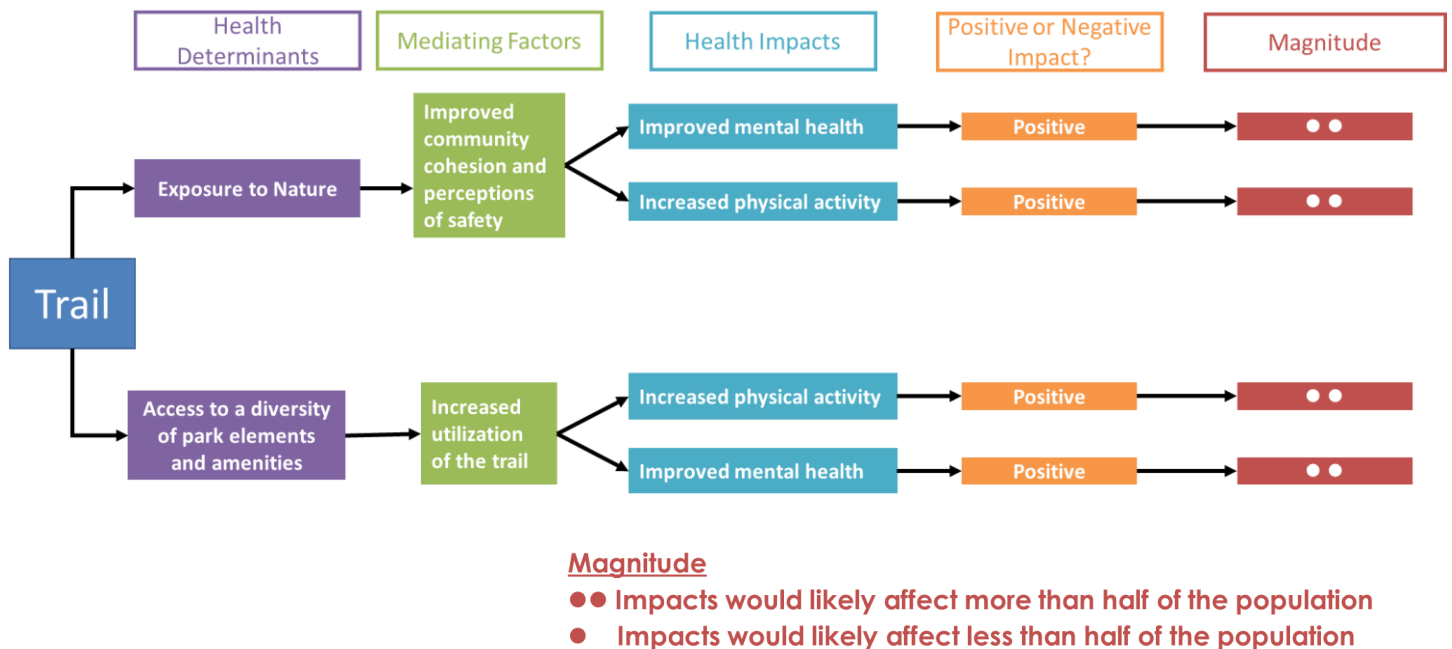 Health
Determinants
Mediating Factors
Health Impacts
Positive or Negative
Impact?
Magnitude
Trail
Exposure to Nature
Improved
community
cohesion and
perceptions
of safety
Improved mental health
Positive
Increased physical activity
Positive
Access to a diversity
of park elements
and amenities
Increased
utilization
of the trail
Increased physical activity
Positive
Improved mental health
Positive
Magnitude
●● Impacts would likely affect more than half of the population
● Impacts would likely affect less than half of the population